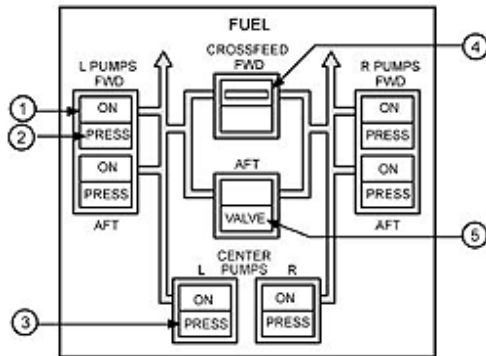 FUEL
CROSSFEED
FWD
4
L PUMPS
FWD
R PUMPS
FWD
1
ON
ON
2
PRESS
PRESS
ON
AFT
ON
PRESS
VALVE
PRESS
AFT
AFT
5
CENTER
L PUMPS R
ON
ON
3
PRESS
PRESS